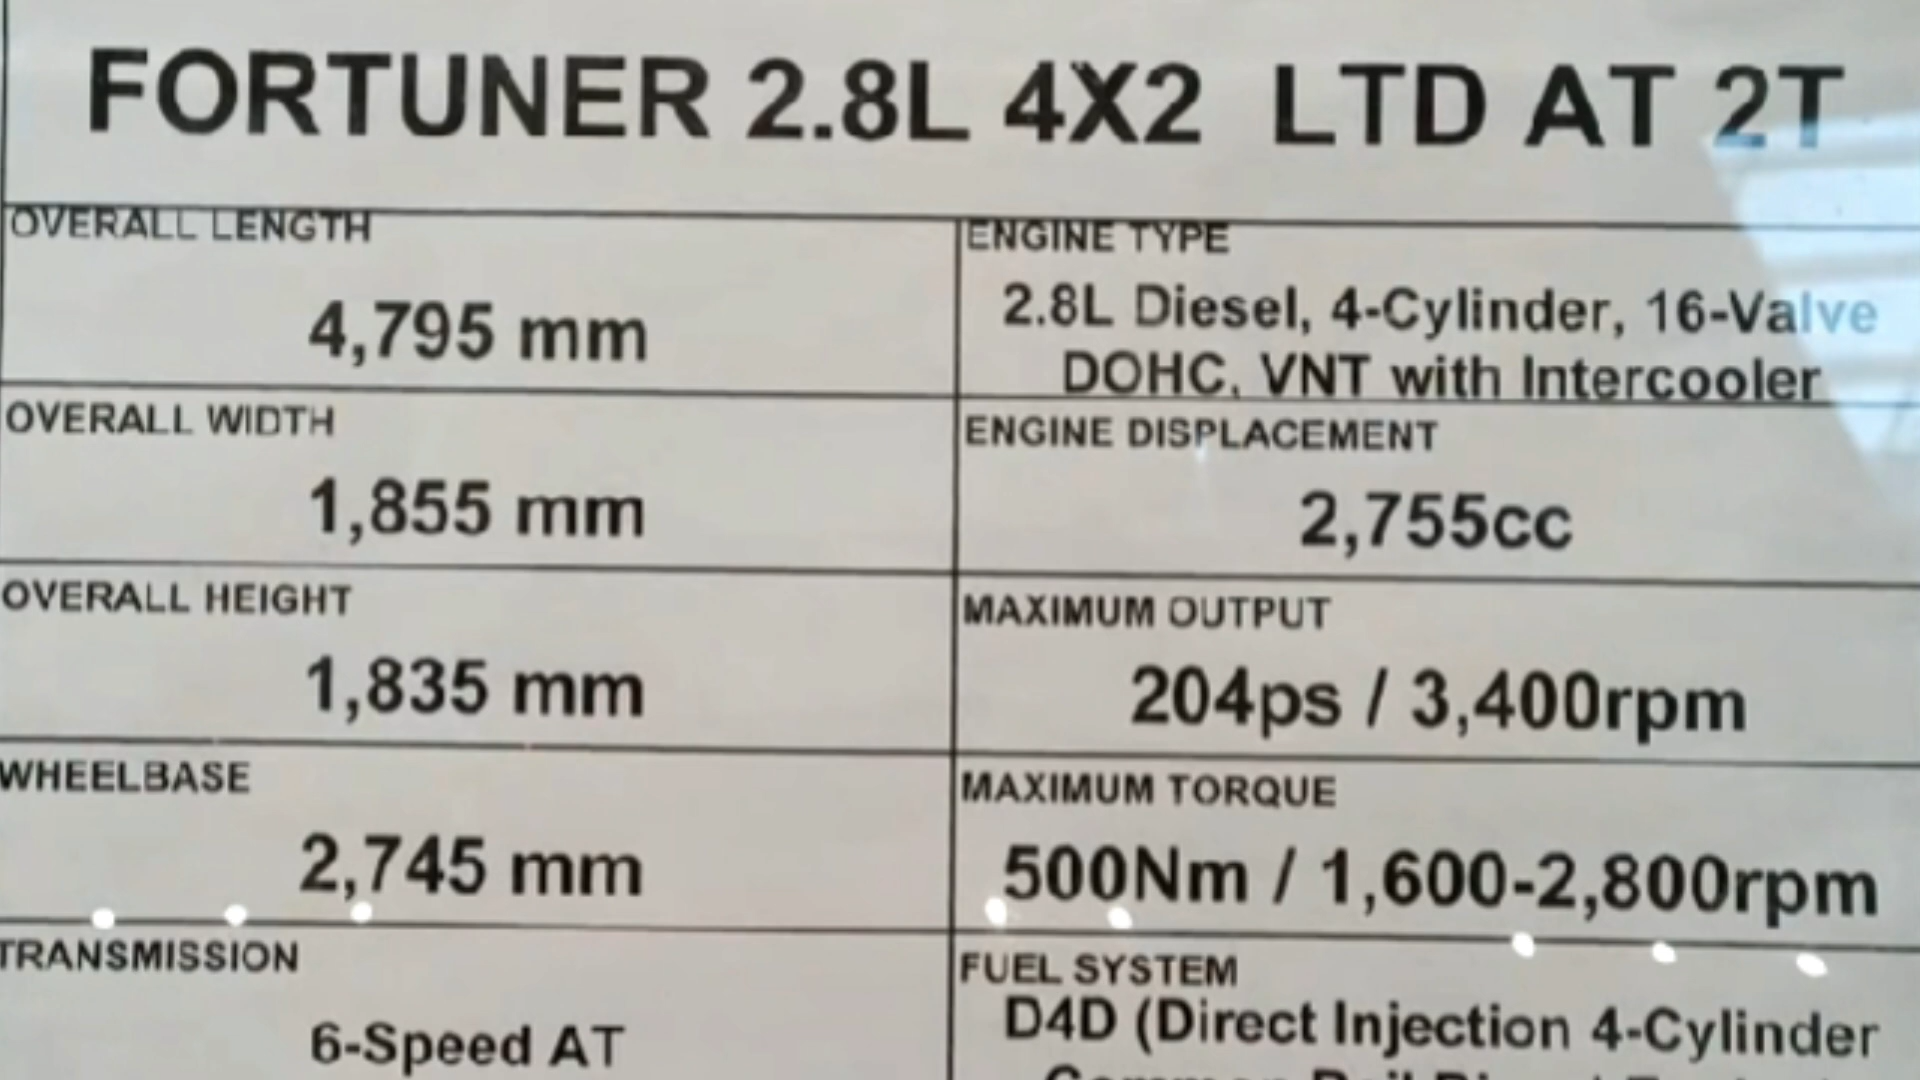 FORTUNER 2.8L 4X2 LTD AT 2T
OVERALL LENGTH
4,795 mm
ENGINE TYPE
2.8L Diesel, 4-Cylinder, 16-Valve
DOHC, VNT with Intercooler
OVERALL WIDTH
1,855 mm
ENGINE DISPLACEMENT
2,755cc
OVERALL HEIGHT
1,835 mm
MAXIMUM OUTPUT
204ps / 3,400rpm
WHEELBASE
2,745 mm
MAXIMUM TORQUE
500Nm / 1,600-2,800rpm
TRANSMISSION
6-Speed AT
FUEL SYSTEM
D4D (Direct Injection 4-Cylinder